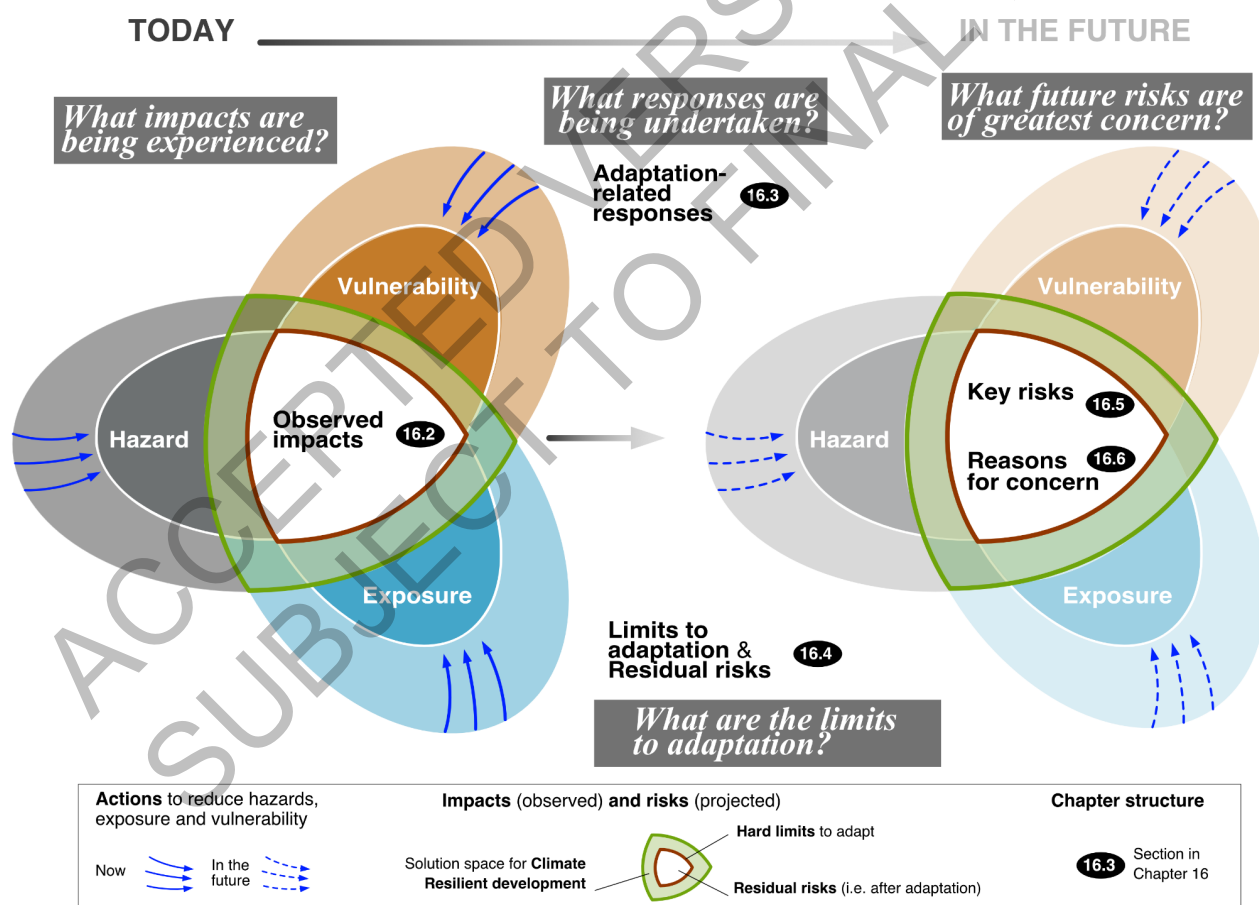 TODAY
IN THE FUTURE
What impacts are
being experienced?
What responses are
being undertaken?
What future risks are
of greatest concern?
Adaptation-
related
responses
16.3
Vulnerability
Hazard
Observed
impacts
16.2
Exposure
Vulnerability
Hazard
Key risks
16.5
Reasons
for concern
16.6
Exposure
Limits to
adaptation &
Residual risks
16.4
What are the limits
to adaptation?
ACCEPTED VERS
SUBJECT TO FINAL
Actions to reduce hazards,
exposure and vulnerability
Now
In the
future
Impacts (observed) and risks (projected)
Hard limits to adapt
Solution space for Climate
Resilient development
Residual risks (i.e. after adaptation)
Chapter structure
16.3
Section in
Chapter 16